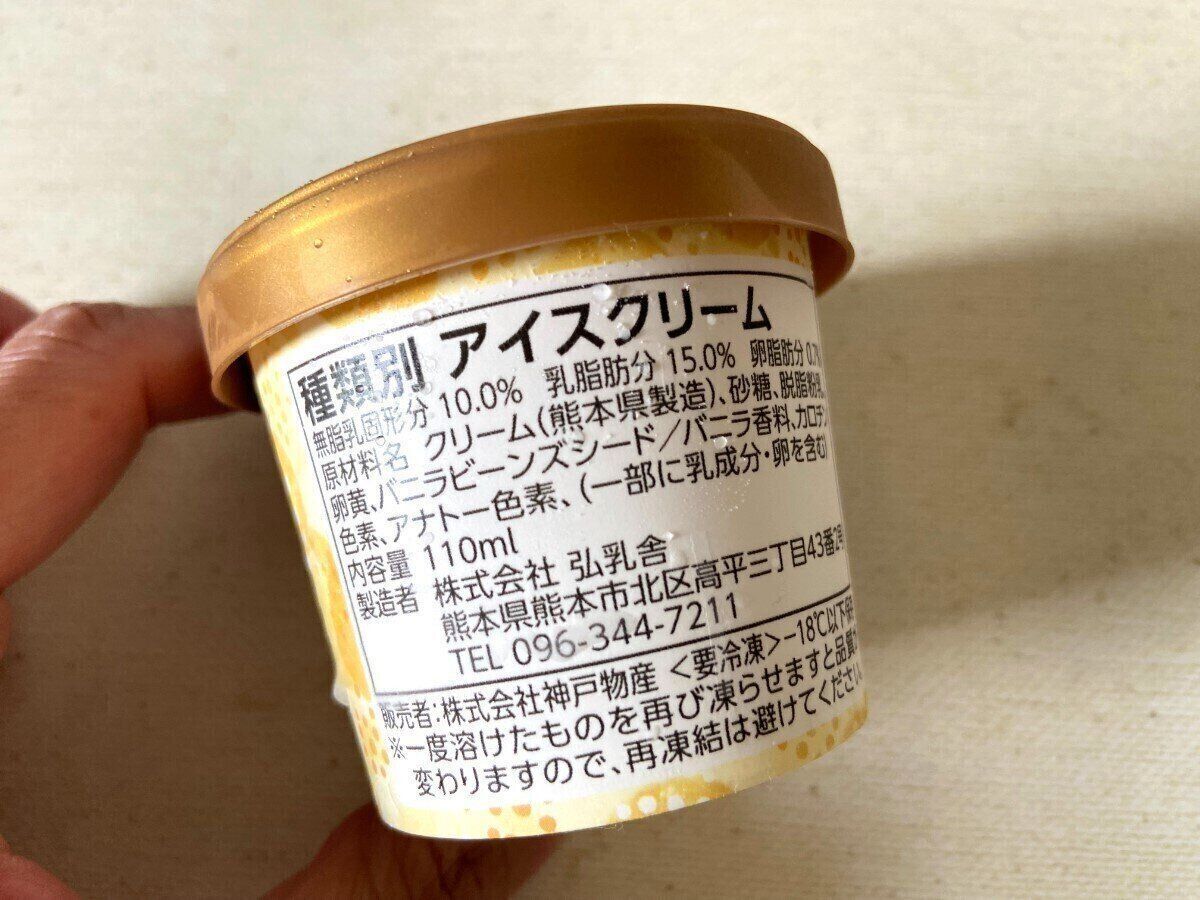 種類別 アイスクリーム
無脂乳固形分 10.0% 乳脂肪分 15.0% 卵脂肪分 0.7%
原材料名 クリーム(熊本県製造)、砂糖、脱脂粉乳、
卵黄、バニラビーンズシード／バニラ香料、カロチン
色素、アナトー色素、(一部に乳成分・卵を含む)
内容量 110ml
製造者 株式会社 弘乳舎
熊本県熊本市北区高平三丁目43番2号
TEL 096-344-7211
販売者:株式会社神戸物産 <要冷凍>-18℃以下保存
※一度溶けたものを再び凍らせますと品質が
変わりますので、再凍結は避けてください。